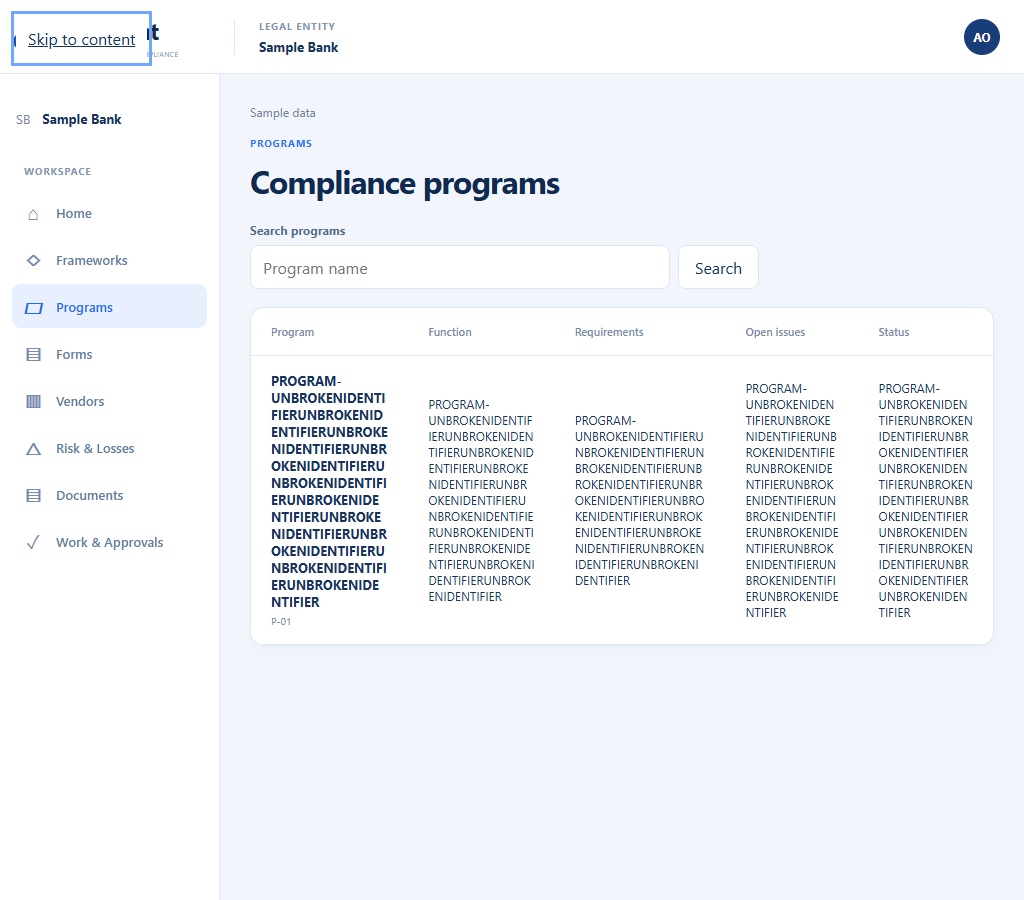 Skip to content
LEGAL ENTITY
Sample Bank
AO
SB Sample Bank
WORKSPACE
Home
Frameworks
Programs
Forms
Vendors
Risk & Losses
Documents
Work & Approvals
Sample data
PROGRAMS
Compliance programs
Search programs
Program name
Search
Program Function Requirements Open issues Status
PROGRAM-
UNBROKENIDENTI
FIERUNBROKENID
ENTIFIERUNBROKE
NIDENTIFIERUNBR
OKENIDENTIFIERU
NBROKENIDENTIFI
ERUNBROKENIDE
NTIFIERUNBROKE
NIDENTIFIERUNBR
OKENIDENTIFIERU
NBROKENIDENTIFI
ERUNBROKENIDE
NTIFIER
P-01
PROGRAM-
UNBROKENIDENTIF
IERUNBROKENIDEN
TIFIERUNBROKENID
ENTIFIERUNBROKE
NIDENTIFIERUNBR
OKENIDENTIFIERU
NBROKENIDENTIFIE
RUNBROKENIDENTI
FIERUNBROKENIDE
NTIFIERUNBROKENI
DENTIFIERUNBROK
ENIDENTIFIER
PROGRAM-
UNBROKENIDENTIFIERU
NBROKENIDENTIFIERUN
BROKENIDENTIFIERUNB
ROKENIDENTIFIERUNBR
OKENIDENTIFIERUNBRO
KENIDENTIFIERUNBROK
ENIDENTIFIERUNBROKE
NIDENTIFIERUNBROKEN
IDENTIFIERUNBROKENI
DENTIFIER
PROGRAM-
UNBROKENIDEN
TIFIERUNBROKE
NIDENTIFIERUNB
ROKENIDENTIFIE
RUNBROKENIDE
NTIFIERUNBROK
ENIDENTIFIERUN
BROKENIDENTIFI
ERUNBROKENIDE
NTIFIERUNBROK
ENIDENTIFIERUN
BROKENIDENTIFI
ERUNBROKENIDE
NTIFIER
PROGRAM-
UNBROKENIDEN
TIFIERUNBROKEN
IDENTIFIERUNBR
OKENIDENTIFIER
UNBROKENIDEN
TIFIERUNBROKEN
IDENTIFIERUNBR
OKENIDENTIFIER
UNBROKENIDEN
TIFIERUNBROKEN
IDENTIFIERUNBR
OKENIDENTIFIER
UNBROKENIDEN
TIFIER